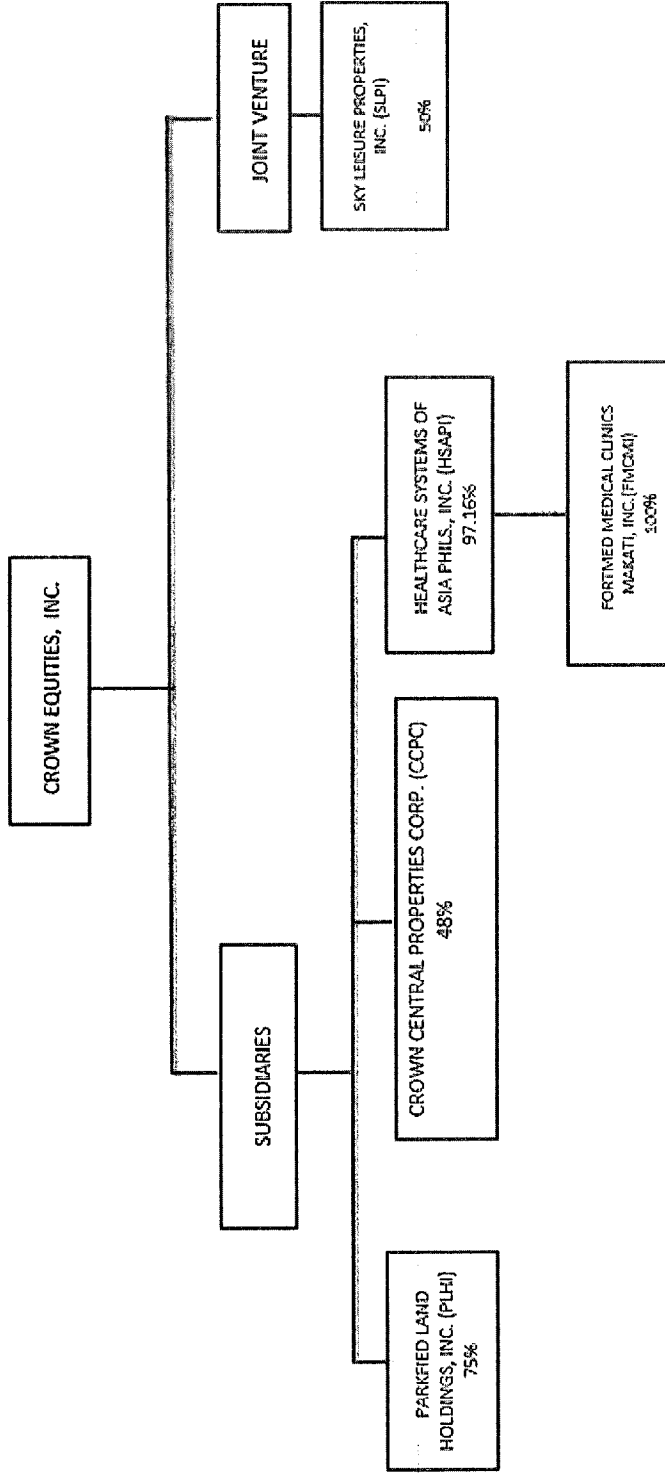 CROWN EQUITIES, INC.
SUBSIDIARIES
JOINT VENTURE
PARKFIED LAND
HOLDINGS, INC. (PLHI)
75%
CROWN CENTRAL PROPERTIES CORP. (CCPC)
48%
HEALTHCARE SYSTEMS OF
ASIA PHILS., INC. (HSAPI)
97.16%
SKY LEISURE PROPERTIES,
INC. (SLPI)
50%
FORTMED MEDICAL CLINICS
MAKATI, INC.(FMCMI)
100%